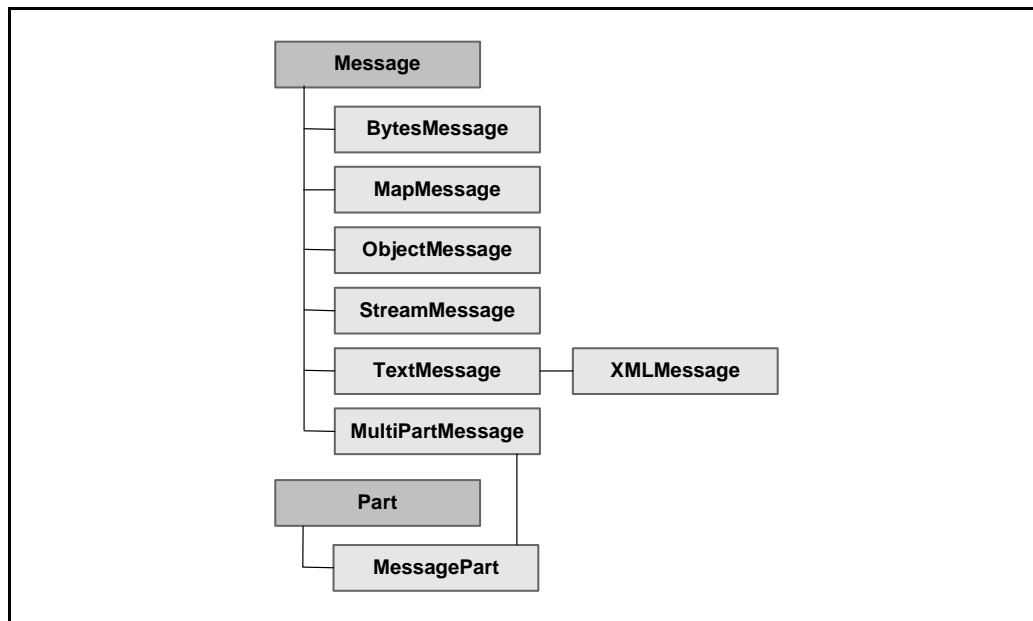 Message
BytesMessage
MapMessage
ObjectMessage
StreamMessage
TextMessage
XMLMessage
MultiPartMessage
Part
MessagePart